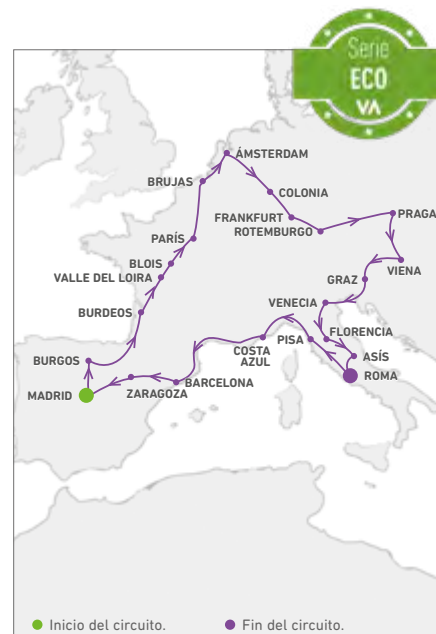 Serie
ECO
VA
ÁMSTERDAM
BRUJAS
COLONIA
FRANKFURT
ROTEMBURGO
PRAGA
PARÍS
BLOIS
VALLE DEL LOIRA
VIENA
GRAZ
BURDEOS
VENECIA
FLORENCIA
BURGOS
COSTA
AZUL
PISA
ASÍS
MADRID
ZARAGOZA
BARCELONA
ROMA
Inicio del circuito.
Fin del circuito.